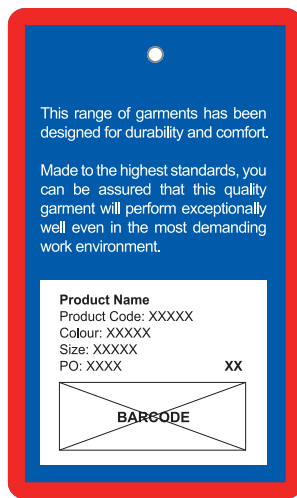 This range of garments has been
designed for durability and comfort.
Made to the highest standards, you
can be assured that this quality
garment will perform exceptionally
well even in the most demanding
work environment.
Product Name
Product Code: XXXXX
Colour: XXXXX
Size: XXXXX
PO: XXXX XX
BARCODE